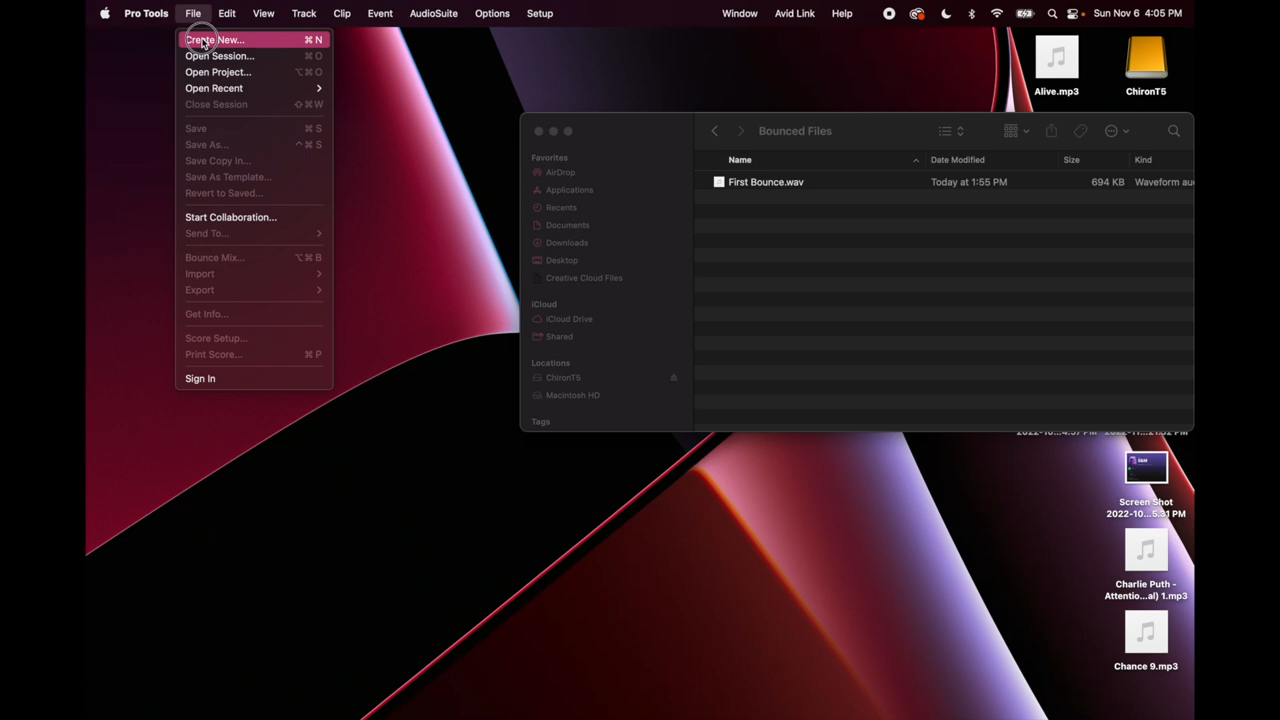 Pro Tools File Edit View Track Clip Event AudioSuite Options Setup Window Avid Link Help Sun Nov 6 4:05 PM
Create New... ⌘ N
Open Session... ⌘ O
Open Project... ⌥⌘ O
Open Recent
Close Session ⇧⌘ W
Save ⌘ S
Save As... ^⌘ S
Save Copy In...
Save As Template...
Revert to Saved...
Start Collaboration...
Send To...
Bounce Mix... ⌥⌘ B
Import
Export
Get Info...
Score Setup...
Print Score... ⌘ P
Sign In
Alive.mp3
ChironT5
Bounced Files
Favorites
AirDrop
Applications
Recents
Documents
Downloads
Desktop
Creative Cloud Files
iCloud
iCloud Drive
Shared
Locations
ChironT5
Macintosh HD
Tags
Name Date Modified Size Kind
First Bounce.wav Today at 1:55 PM 694 KB Waveform au
Screen Shot
2022-10...5.31 PM
Charlie Puth -
Attentio...al) 1.mp3
Chance 9.mp3